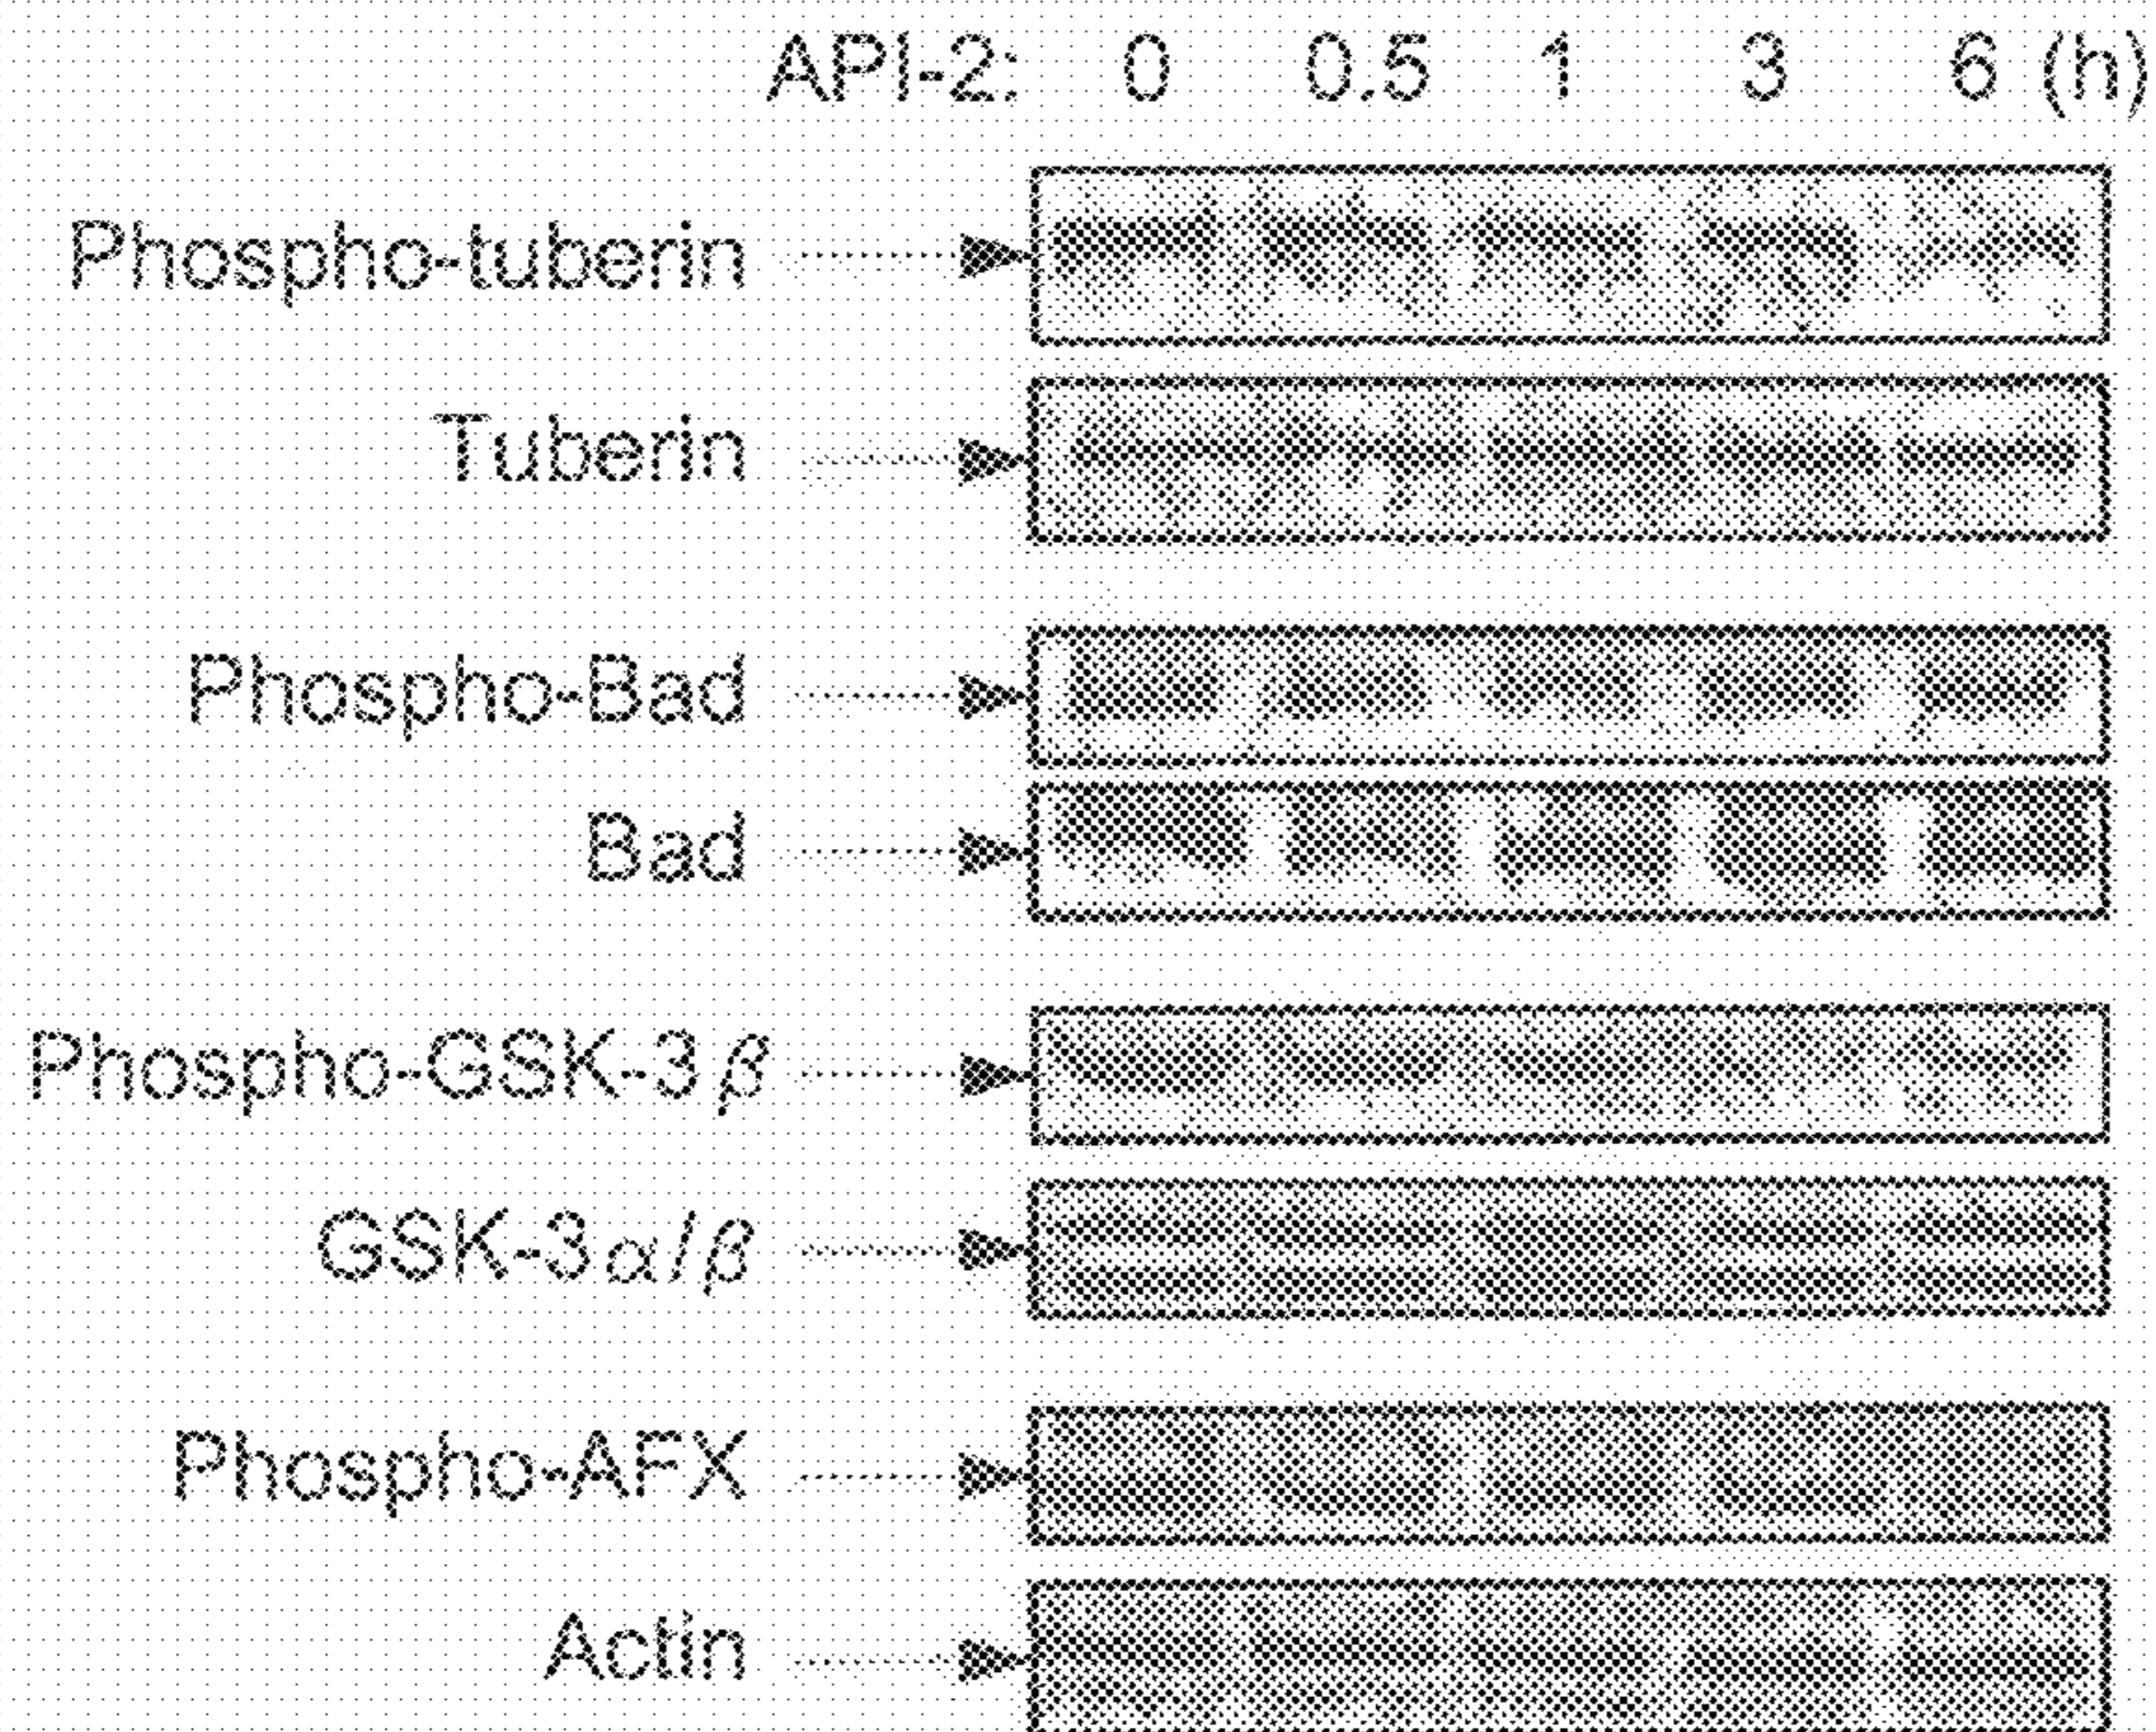 API-2: 0 0.5 1 3 6 (h)
Phospho-tuberin
Tuberin
Phospho-Bad
Bad
Phospho-GSK-3β
GSK-3α/β
Phospho-AFX
Actin